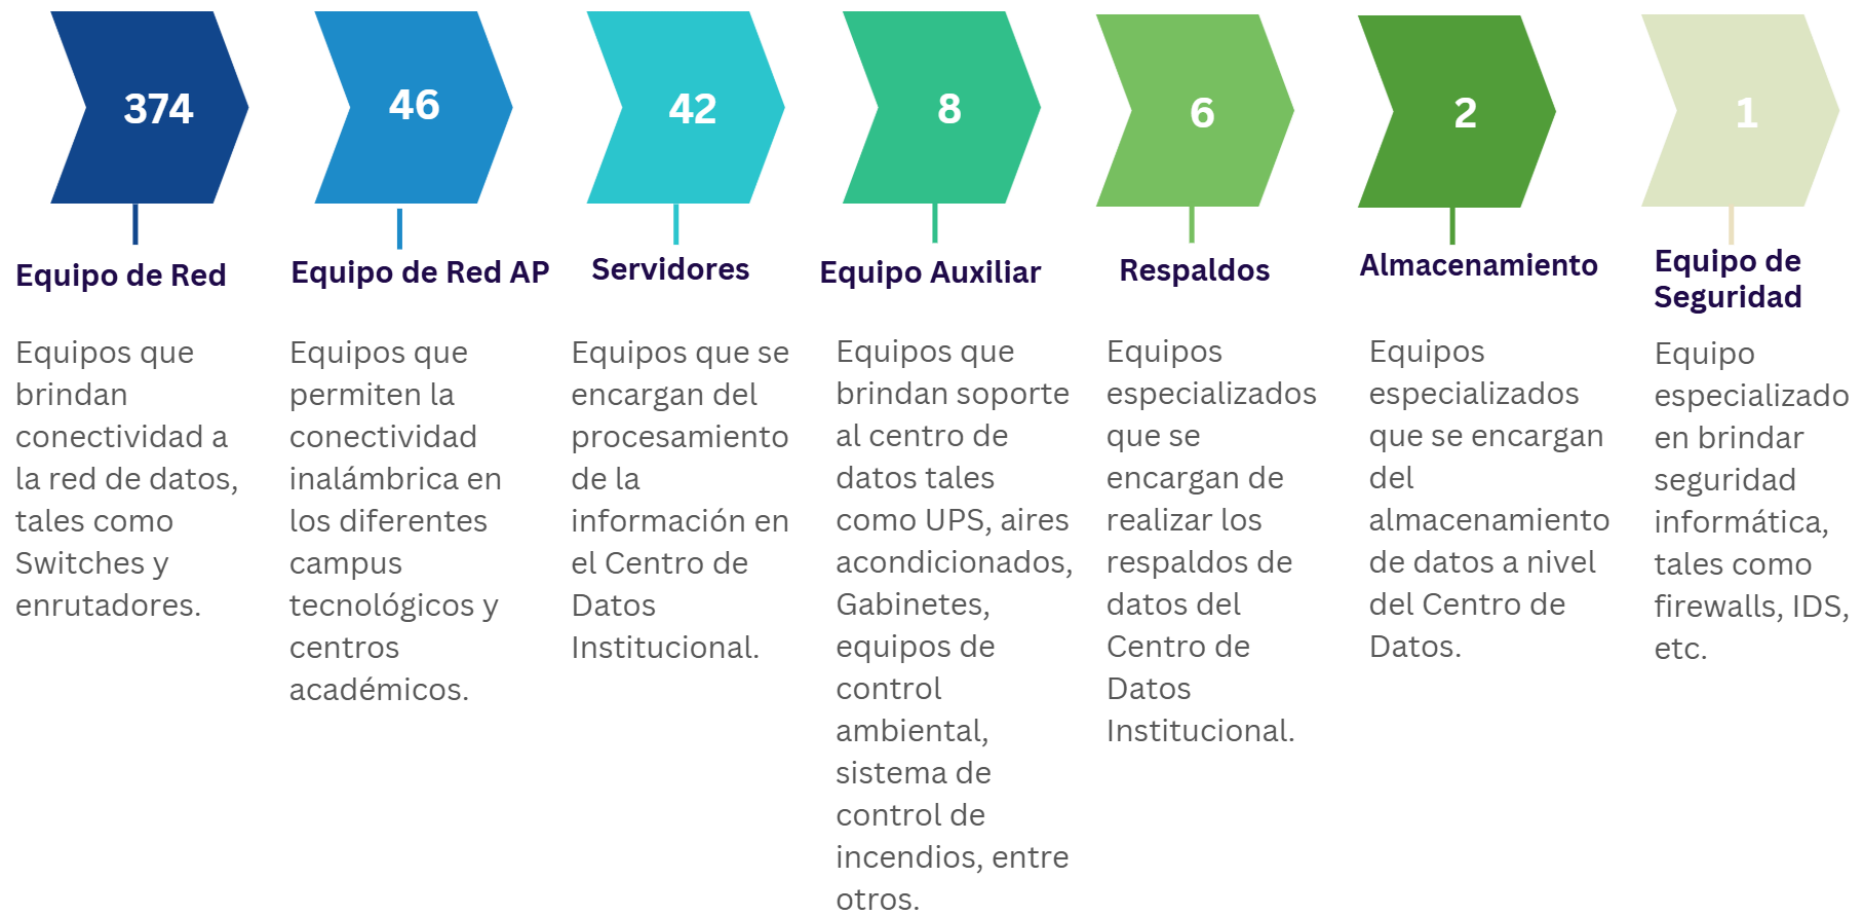 374
Equipo de Red
Equipos que
brindan
conectividad a
la red de datos,
tales como
Switches y
enrutadores.
46
Equipo de Red AP
Equipos que
permiten la
conectividad
inalámbrica en
los diferentes
campus
tecnológicos y
centros
académicos.
42
Servidores
Equipos que se
encargan del
procesamiento
de la
información en
el Centro de
Datos
Institucional.
8
Equipo Auxiliar
Equipos que
brindan soporte
al centro de
datos tales
como UPS, aires
acondicionados,
Gabinetes,
equipos de
control
ambiental,
sistema de
control de
incendios, entre
otros.
6
Respaldos
Equipos
especializados
que se
encargan de
realizar los
respaldos de
datos del
Centro de
Datos
Institucional.
2
Almacenamiento
Equipos
especializados
que se encargan
del
almacenamiento
de datos a nivel
del Centro de
Datos.
1
Equipo de
Seguridad
Equipo
especializado
en brindar
seguridad
informática,
tales como
firewalls, IDS,
etc.